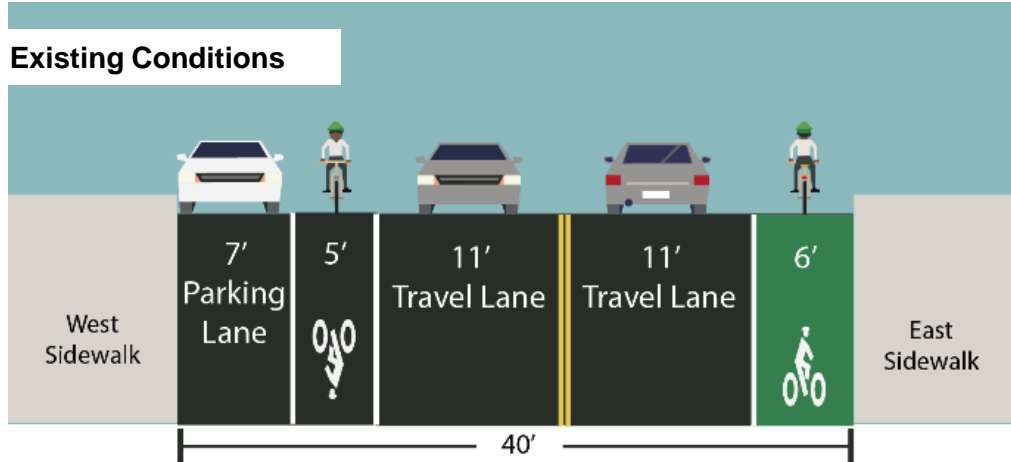 Existing Conditions
7’
Parking
Lane
5’
11’
Travel Lane
11’
Travel Lane
6’
West
Sidewalk
East
Sidewalk
40’